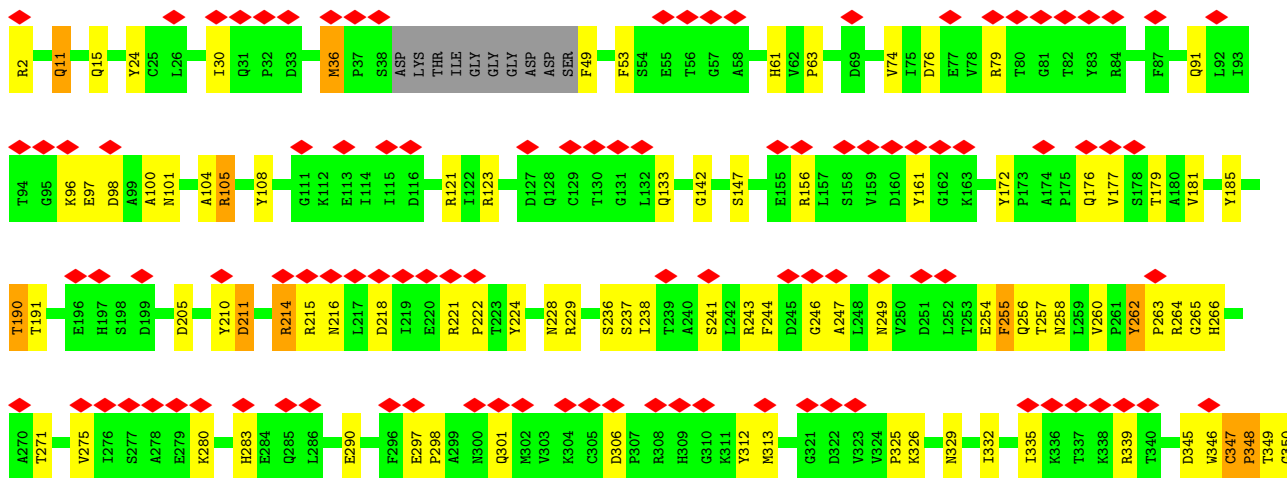 R2 Q11 Q15 Y24 C25 L26 I30 Q31 P32 D33 M36 P37 S38 ASP LYS THR ILE GLY GLY GLY ASP ASP SER F49 F53 S54 E55 T56 G57 A58 H61 V62 P63 D69 V74 I75 D76 E77 V78 R79 T80 G81 T82 Y83 R84 F87 Q91 L92 I93
T94 G95 K96 E97 D98 A99 A100 N101 A104 R105 Y108 G111 K112 E113 I114 I115 D116 R121 I122 R123 D127 Q128 C129 T130 G131 L132 Q133 G142 S147 E155 R156 L157 S158 V159 D160 Y161 G162 K163 Y172 P173 A174 P175 Q176 V177 S178 T179 A180 V181 Y185
T190 T191 E196 H197 S198 D199 D205 Y210 D211 R214 R215 N216 L217 D218 I219 E220 R221 P222 T223 Y224 N228 R229 S236 S237 I238 T239 A240 S241 L242 R243 F244 D245 G246 A247 L248 N249 V250 D251 L252 T253 E254 F255 Q256 T257 N258 L259 V260 P261 Y262 P263 R264 G265 H266
A270 T271 V275 I276 S277 A278 E279 K280 H283 E284 Q285 L286 E290 F296 E297 P298 A299 N300 Q301 M302 V303 K304 C305 D306 P307 R308 H309 G310 K311 Y312 M313 G321 D322 V323 V324 P325 K326 N329 I332 I335 K336 T337 K338 R339 T340 D345 W346 C347 P348 T349 G350